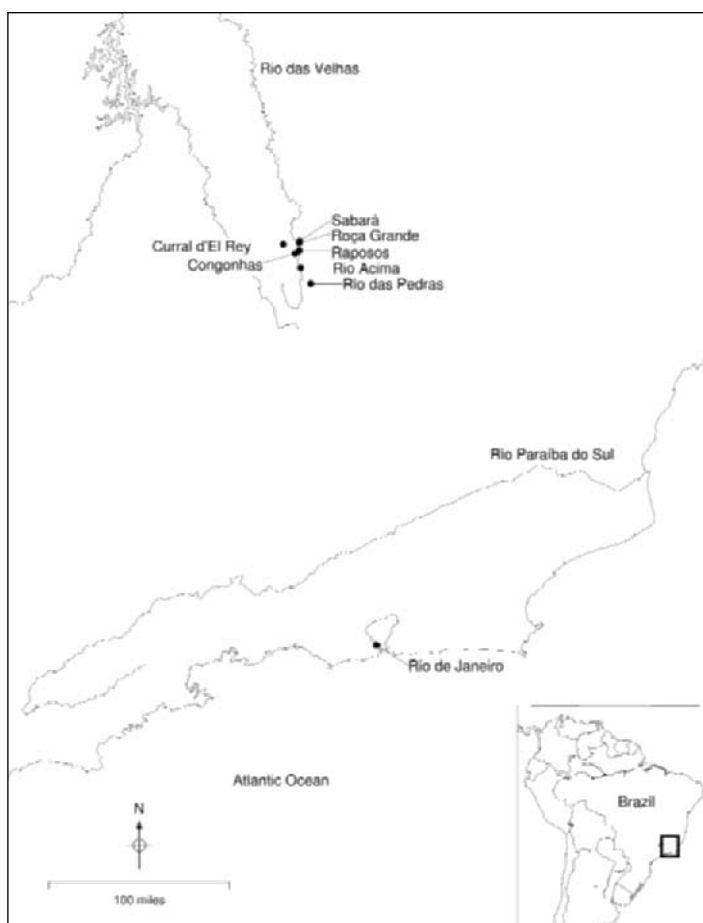 Rio das Velhas
Sabará
Roça Grande
Curral d'El Rey
Raposos
Congonhas
Rio Acima
Rio das Pedras
Rio Paraíba do Sul
Rio de Janeiro
Atlantic Ocean
Brazil
N
100 miles